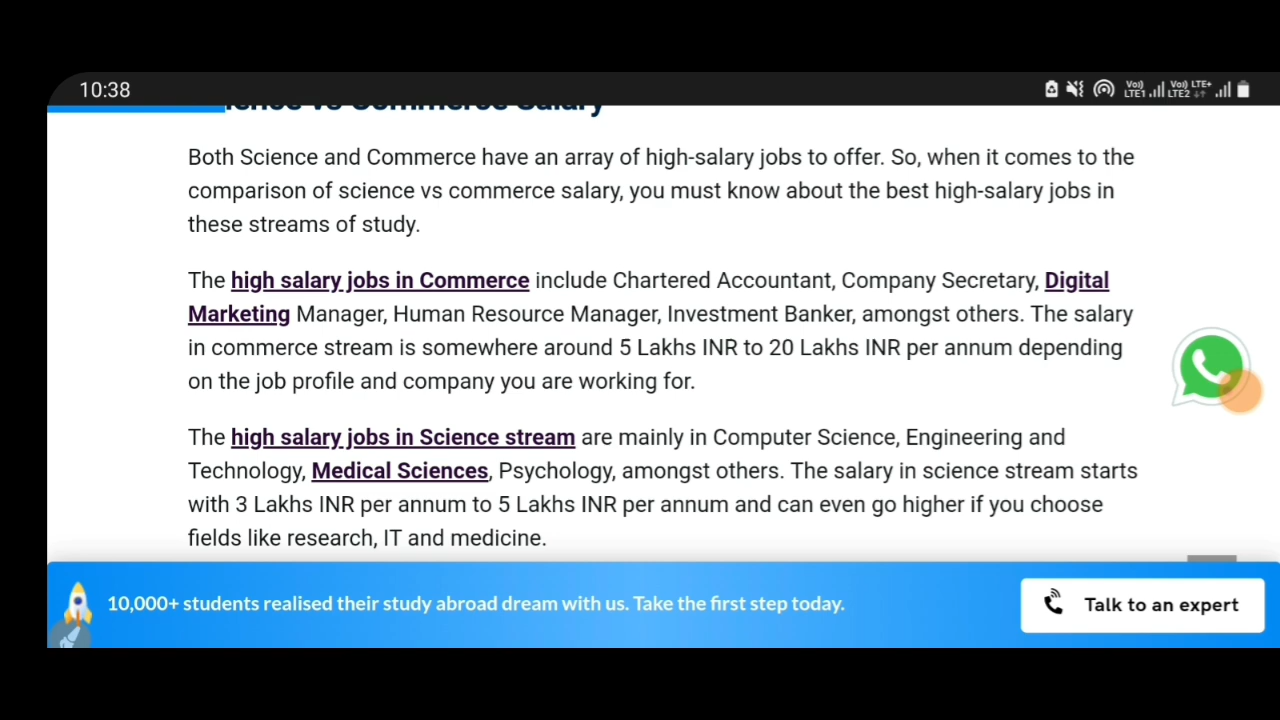 10:38
Vo) LTE1 Vo) LTE+ LTE2
vs Commerce Salary
Both Science and Commerce have an array of high-salary jobs to offer. So, when it comes to the
comparison of science vs commerce salary, you must know about the best high-salary jobs in
these streams of study.
The high salary jobs in Commerce include Chartered Accountant, Company Secretary, Digital
Marketing Manager, Human Resource Manager, Investment Banker, amongst others. The salary
in commerce stream is somewhere around 5 Lakhs INR to 20 Lakhs INR per annum depending
on the job profile and company you are working for.
The high salary jobs in Science stream are mainly in Computer Science, Engineering and
Technology, Medical Sciences, Psychology, amongst others. The salary in science stream starts
with 3 Lakhs INR per annum to 5 Lakhs INR per annum and can even go higher if you choose
fields like research, IT and medicine.
10,000+ students realised their study abroad dream with us. Take the first step today.
Talk to an expert